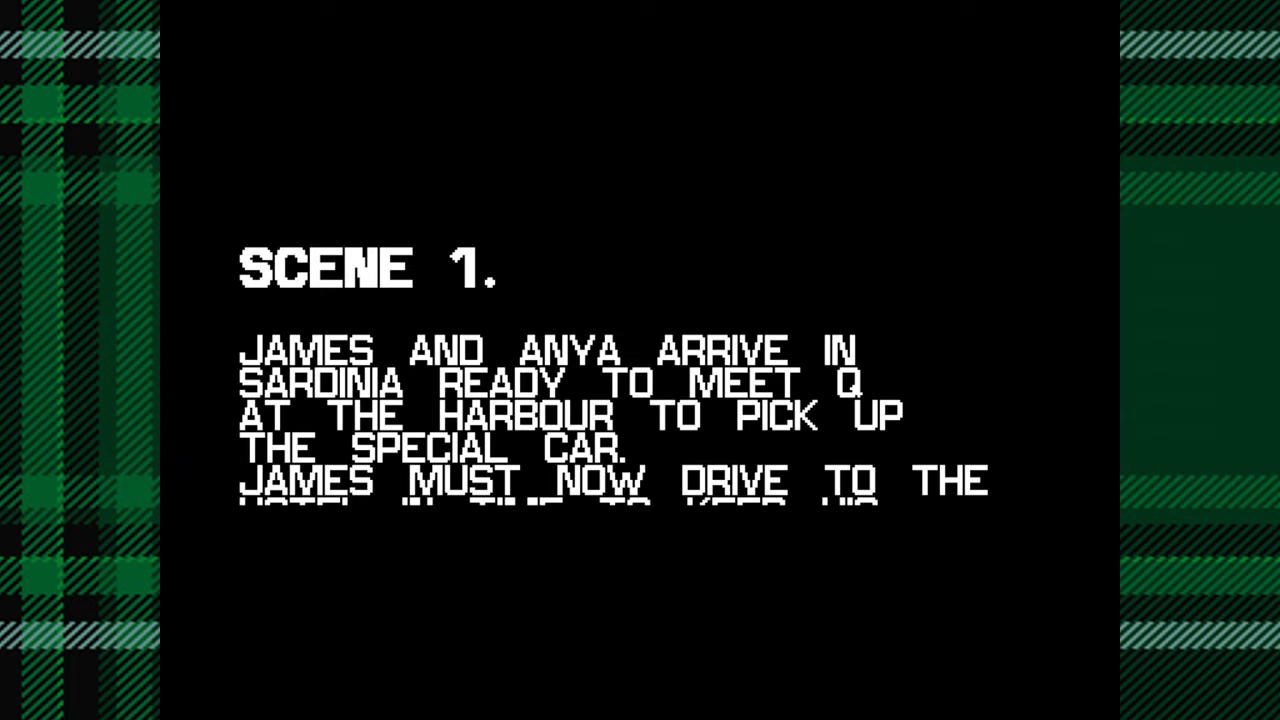 SCENE 1.
JAMES AND ANYA ARRIVE IN
SARDINIA READY TO MEET Q
AT THE HARBOUR TO PICK UP
THE SPECIAL CAR.
JAMES MUST NOW DRIVE TO THE